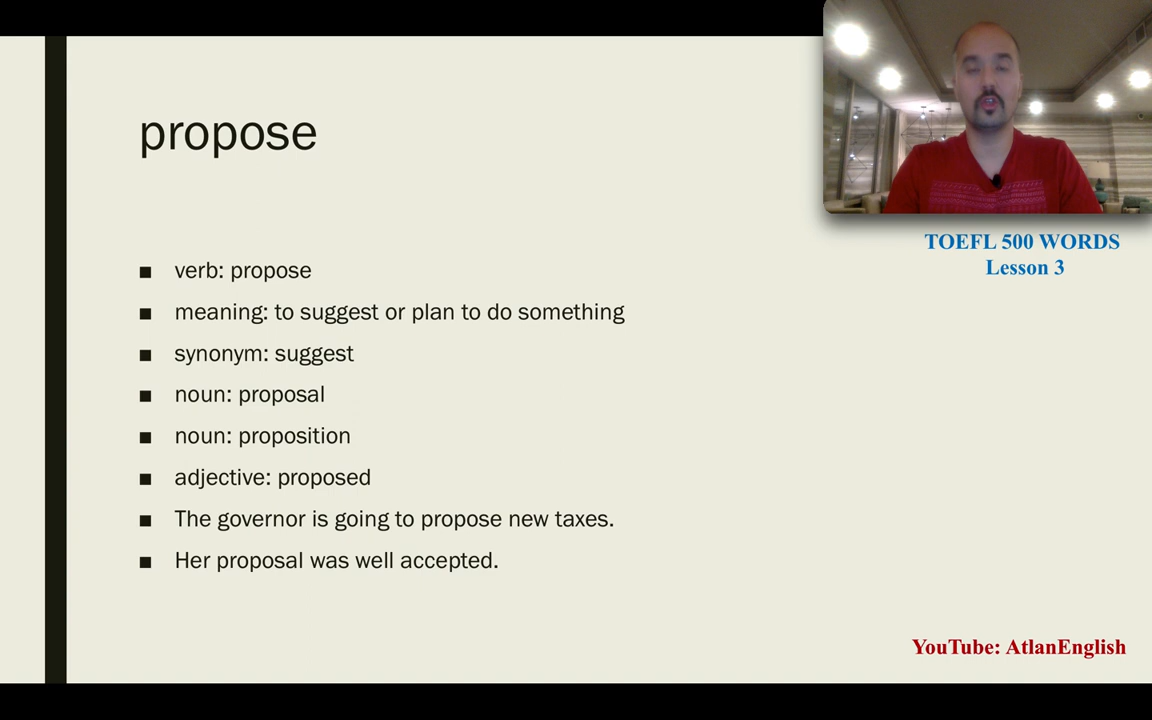 propose
verb: propose
meaning: to suggest or plan to do something
synonym: suggest
noun: proposal
noun: proposition
adjective: proposed
The governor is going to propose new taxes.
Her proposal was well accepted.
TOEFL 500 WORDS
Lesson 3
YouTube: AtlanEnglish